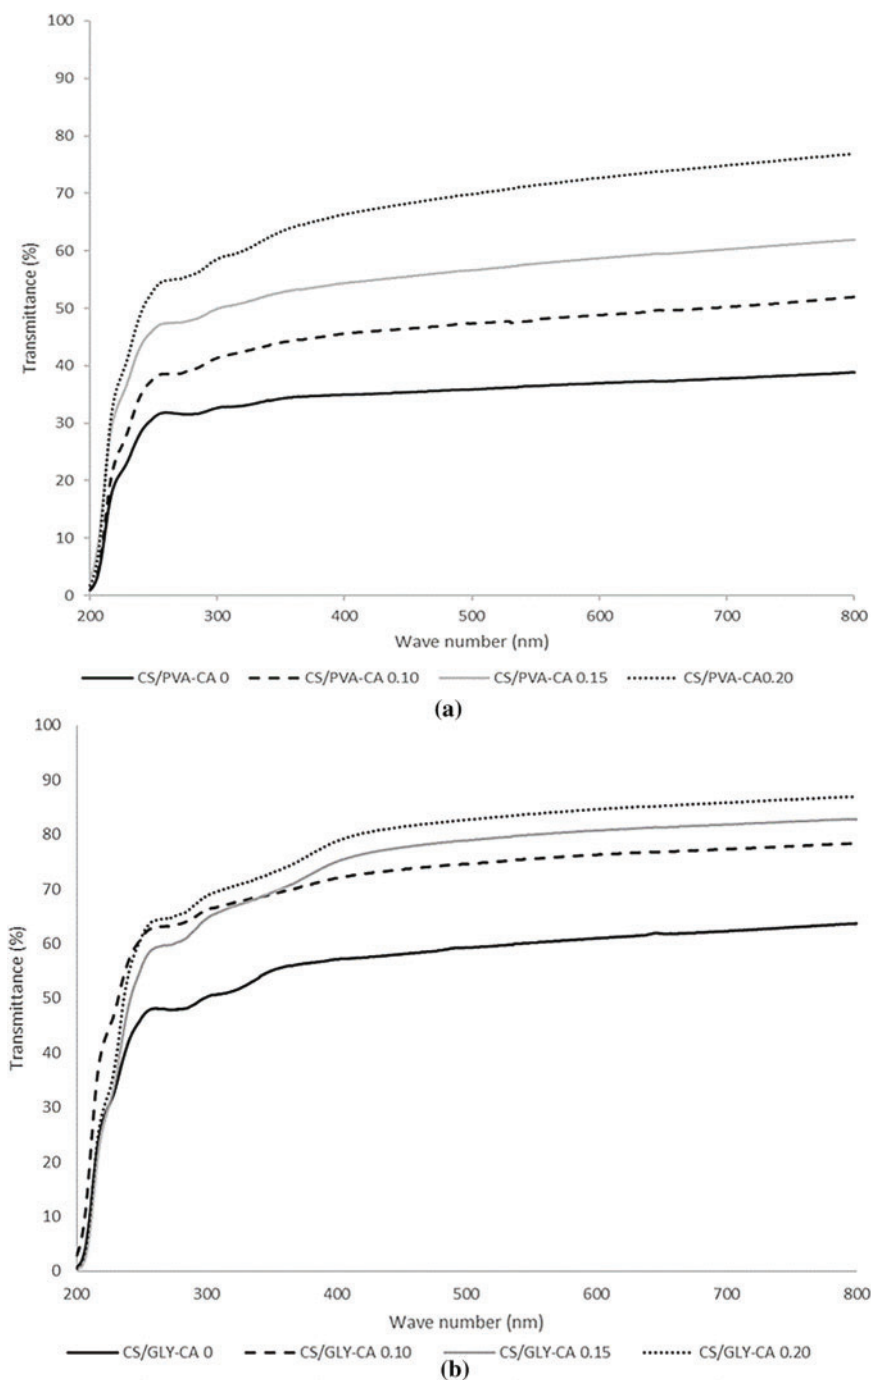 100
90
80
70
60
50
40
30
20
10
0
Transmittance (%)
200 300 400 500 600 700 800
Wave number (nm)
CS/PVA-CA 0 CS/PVA-CA 0.10 CS/PVA-CA 0.15 CS/PVA-CA0.20
(a)
100
90
80
70
60
50
40
30
20
10
0
Transmittance (%)
200 300 400 500 600 700 800
Wave number (nm)
CS/GLY-CA 0 CS/GLY-CA 0.10 CS/GLY-CA 0.15 CS/GLY-CA 0.20
(b)